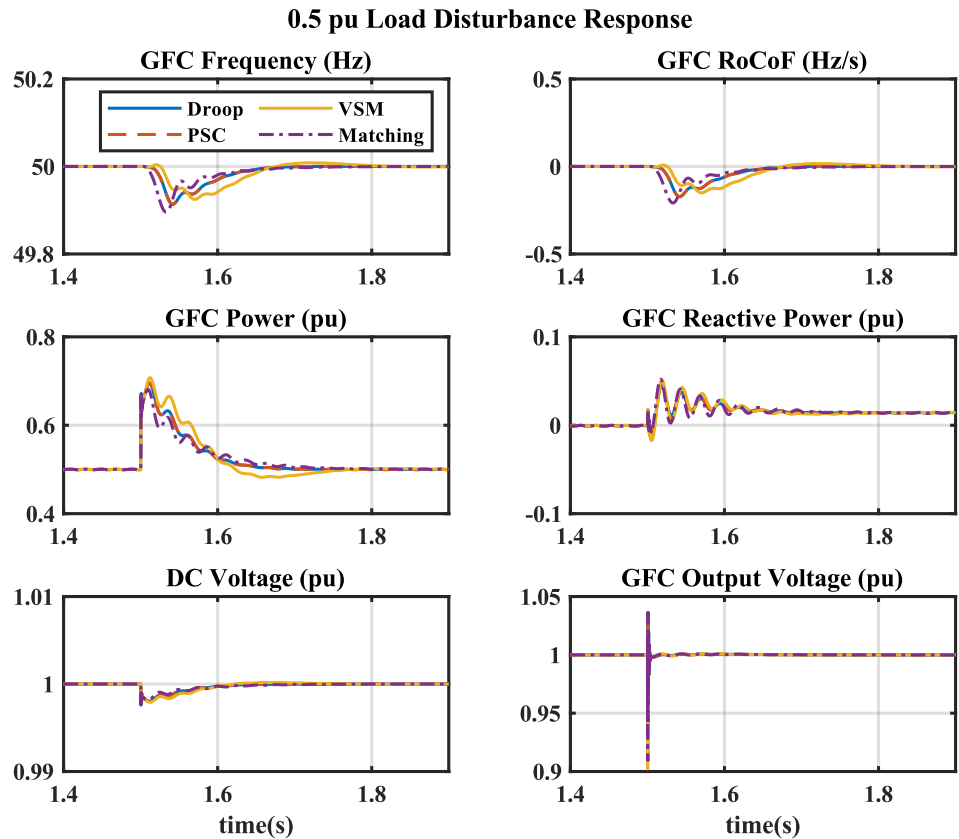 0.5 pu Load Disturbance Response
GFC Frequency (Hz)
50.2
50
49.8
1.4 1.6 1.8
Droop VSM
PSC Matching
GFC RoCoF (Hz/s)
0.5
0
-0.5
1.4 1.6 1.8
GFC Power (pu)
0.8
0.6
0.4
1.4 1.6 1.8
GFC Reactive Power (pu)
0.1
0
-0.1
1.4 1.6 1.8
DC Voltage (pu)
1.01
1
0.99
1.4 1.6 1.8
time(s)
GFC Output Voltage (pu)
1.05
1
0.95
0.9
1.4 1.6 1.8
time(s)